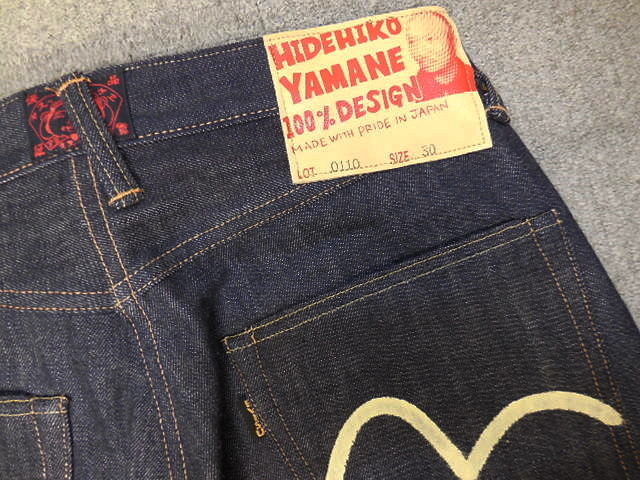 HIDEHIKO
YAMANE
100% DESIGN
MADE WITH PRIDE IN JAPAN
LOT 0110 SIZE 30